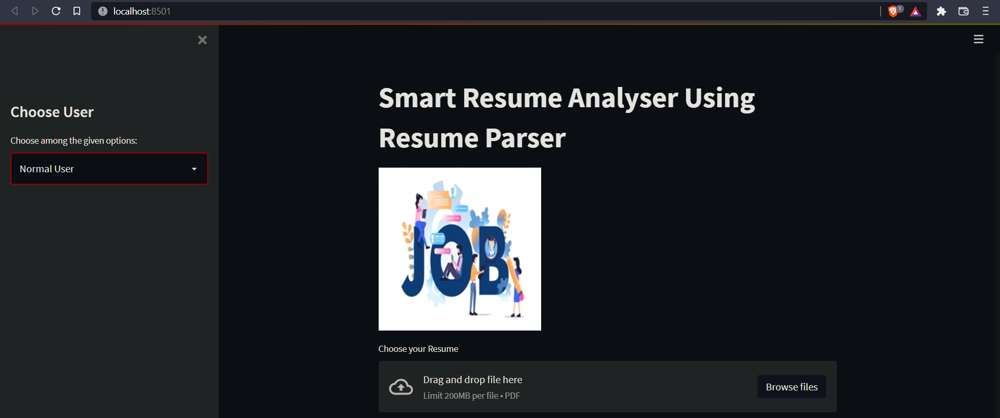 localhost:8501
1
Choose User
Choose among the given options:
Normal User
Smart Resume Analyser Using
Resume Parser
JOB
Choose your Resume
Drag and drop file here
Limit 200MB per file • PDF
Browse files